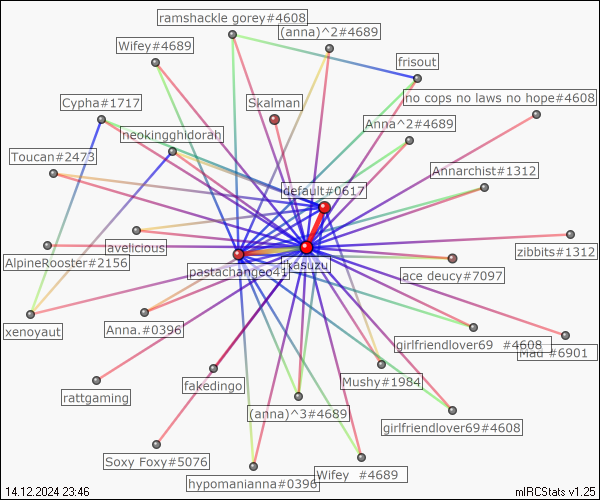 ramshackle gorey#4608
(anna)^2#4689
Wifey#4689
frisout
no cops no laws no hope#4608
Cypha#1717
Skalman
Anna^2#4689
neokingghidorah
Toucan#2473
Annarchist#1312
default#0617
avelicious
zibbits#1312
AlpineRooster#2156
pastachangeo41
kasuzu
ace deucy#7097
xenoyaut
Anna.#0396
girlfriendlover69 #4608
Mad #6901
rattgaming
fakedingo
Mushy#1984
(anna)^3#4689
girlfriendlover69#4608
Soxy Foxy#5076
hypomanianna#0396
Wifey #4689
14.12.2024 23:46
mIRCStats v1.25